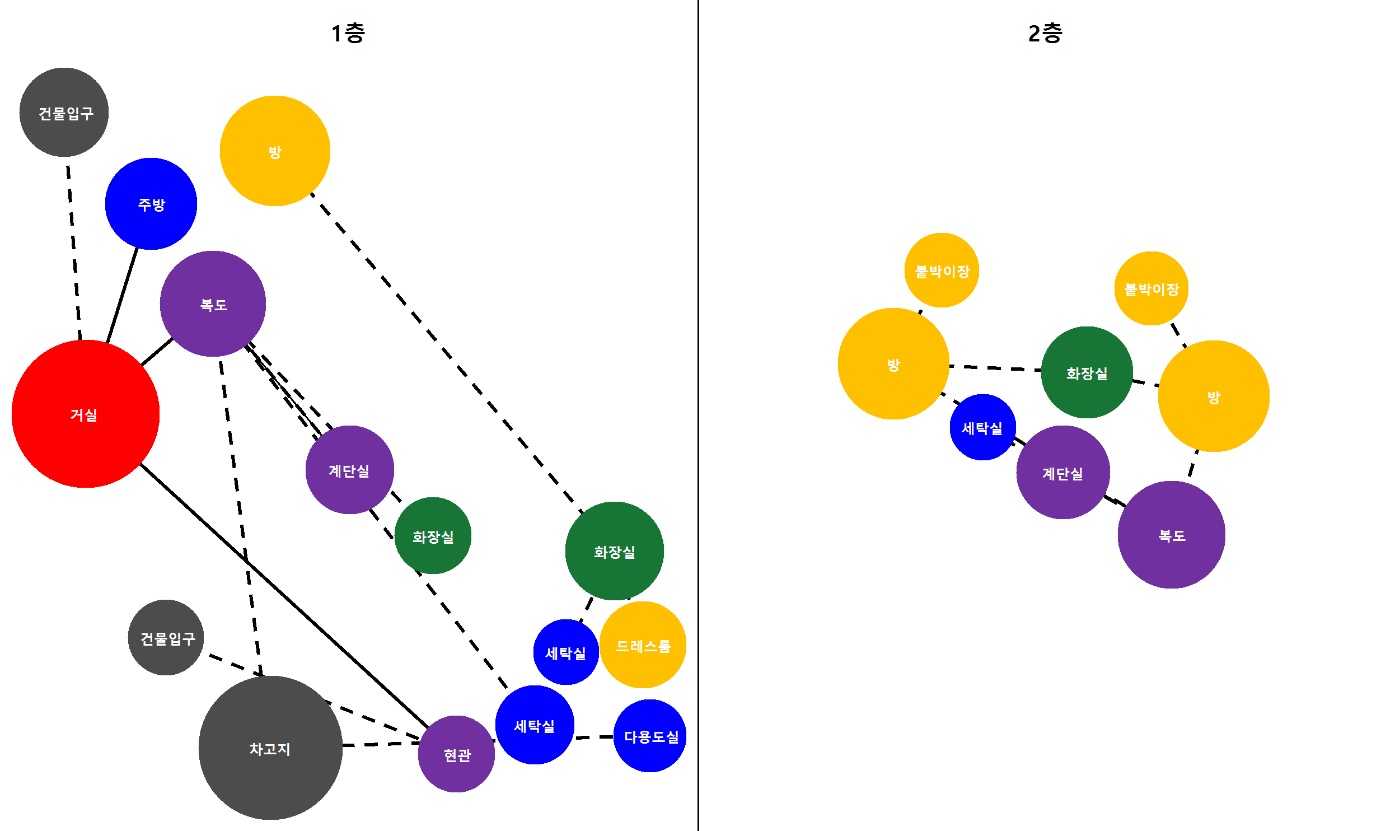 1층
건물입구
방
주방
복도
거실
계단실
화장실
화장실
건물입구
세탁실
드레스룸
세탁실
다용도실
차고지
현관
2층
붙박이장
붙박이장
방
화장실
방
세탁실
계단실
복도